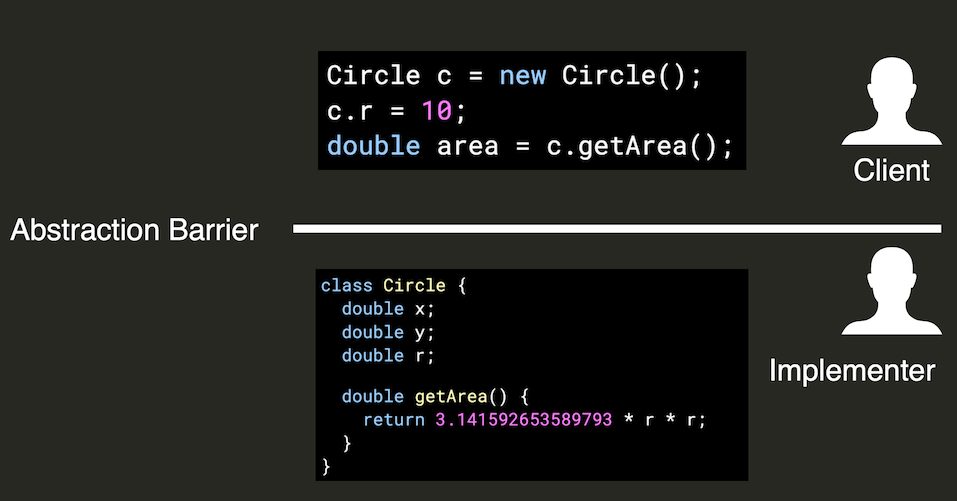 Circle c = new Circle();
c.r = 10;
double area = c.getArea();
Client
Abstraction Barrier
class Circle {
  double x;
  double y;
  double r;

  double getArea() {
    return 3.141592653589793 * r * r;
  }
}
Implementer